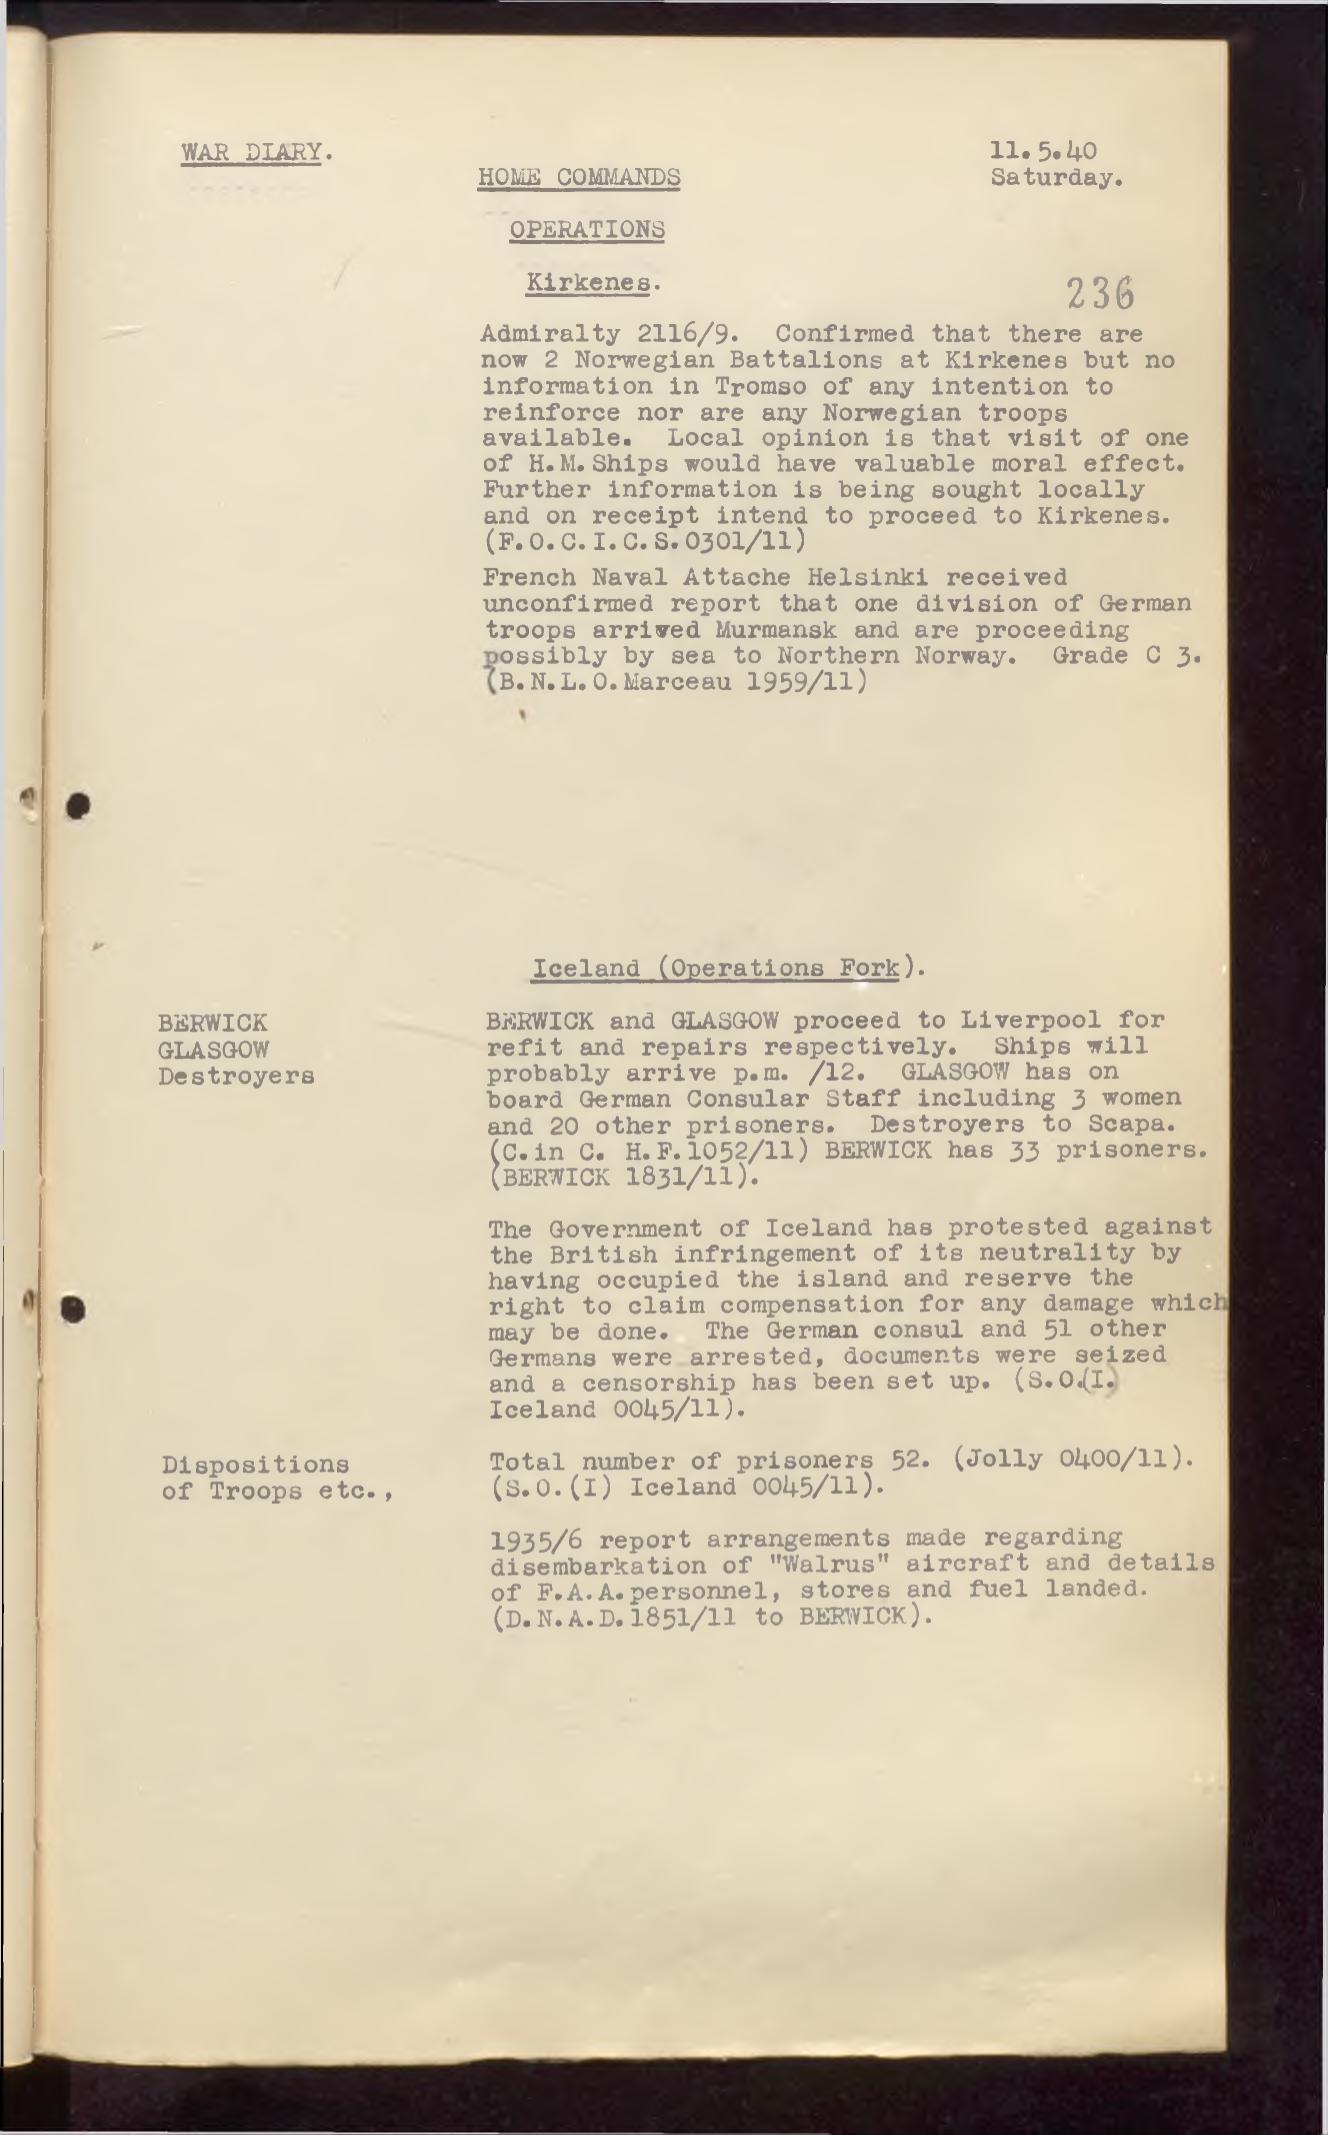 WAR DIARY.
11.5.40
HOME COMMANDS
Saturday.
OPERATIONS
Kirkenes.
236
Admiralty 2116/9. Confirmed that there are
now 2 Norwegian Battalions at Kirkenes but no
information in Tromso of any intention to
reinforce nor are any Norwegian troops
available. Local opinion is that visit of one
of H.M.Ships would have valuable moral effect.
Further information is being sought locally
and on receipt intend to proceed to Kirkenes.
(F.O.C.I.C.S.0301/11)
French Naval Attache Helsinki received
unconfirmed report that one division of German
troops arrived Murmansk and are proceeding
possibly by sea to Northern Norway. Grade C 3.
(B.N.L.O.Marceau 1959/11)
Iceland (Operations Fork).
BERWICK
GLASGOW
Destroyers
BERWICK and GLASGOW proceed to Liverpool for
refit and repairs respectively. Ships will
probably arrive p.m. /12. GLASGOW has on
board German Consular Staff including 3 women
and 20 other prisoners. Destroyers to Scapa.
(C.in C. H.F.1052/11) BERWICK has 33 prisoners.
(BERWICK 1831/11).
The Government of Iceland has protested against
the British infringement of its neutrality by
having occupied the island and reserve the
right to claim compensation for any damage which
may be done. The German consul and 51 other
Germans were arrested, documents were seized
and a censorship has been set up. (S.O.(I.)
Iceland 0045/11).
Dispositions
of Troops etc.,
Total number of prisoners 52. (Jolly 0400/11).
(S.O.(I) Iceland 0045/11).
1935/6 report arrangements made regarding
disembarkation of "Walrus" aircraft and details
of F.A.A.personnel, stores and fuel landed.
(D.N.A.D.1851/11 to BERWICK).